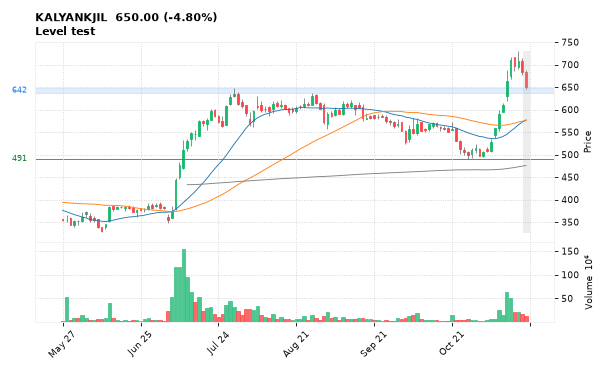 KALYANKJIL 650.00 (-4.80%)
Level test
750
700
650
600
550
500
450
400
350
Price
642
491
150
100
50
Volume 10⁶
May 27
Jun 25
Jul 24
Aug 21
Sep 21
Oct 21